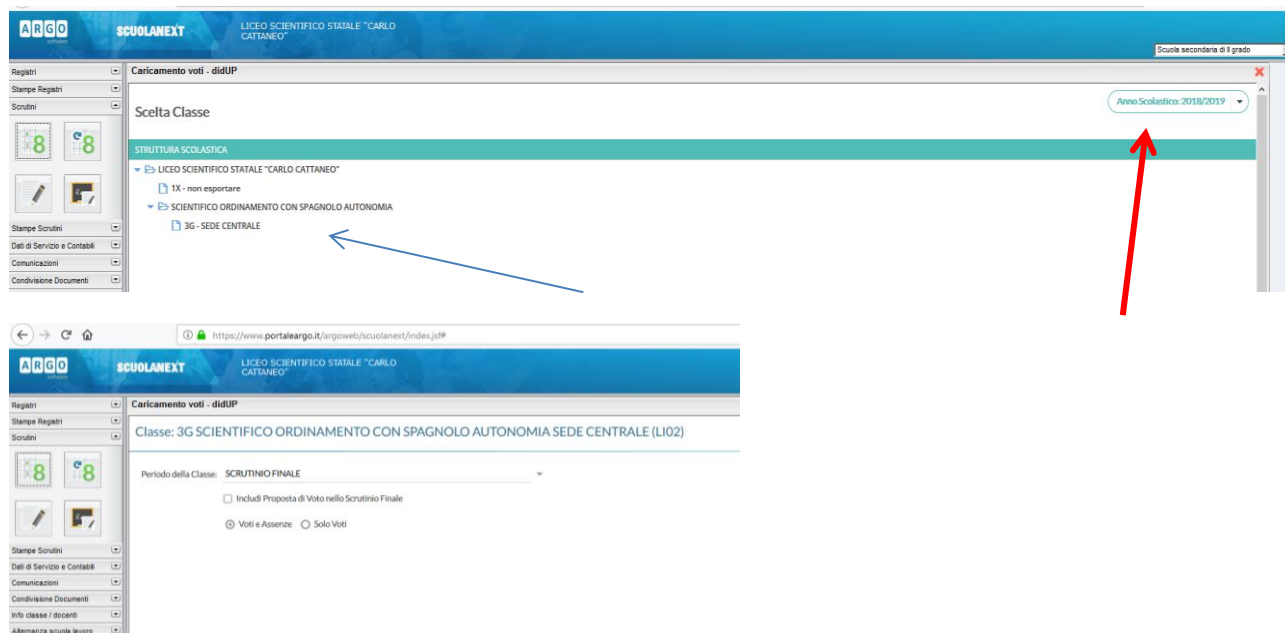 ARGO
software
SCUOLANEXT
LICEO SCIENTIFICO STATALE "CARLO
CATTANEO"
Scuola secondaria di II grado
Registri
Stampe Registri
Scrutini
8
8
Stampe Scrutini
Dati di Servizio e Contabili
Comunicazioni
Condivisione Documenti
Caricamento voti - didUP
Scelta Classe
Anno Scolastico: 2018/2019
STRUTTURA SCOLASTICA
LICEO SCIENTIFICO STATALE "CARLO CATTANEO"
1X - non esportare
SCIENTIFICO ORDINAMENTO CON SPAGNOLO AUTONOMIA
3G - SEDE CENTRALE
https://www.portaleargo.it/argoweb/scuolanext/index.jsf#
ARGO
software
SCUOLANEXT
LICEO SCIENTIFICO STATALE "CARLO
CATTANEO"
Registri
Stampe Registri
Scrutini
8
8
Stampe Scrutini
Dati di Servizio e Contabili
Comunicazioni
Condivisione Documenti
Info classe / docenti
Alternanza scuola lavoro
Caricamento voti - didUP
Classe: 3G SCIENTIFICO ORDINAMENTO CON SPAGNOLO AUTONOMIA SEDE CENTRALE (LI02)
Periodo della Classe: SCRUTINIO FINALE
Includi Proposta di Voto nello Scrutinio Finale
Voti e Assenze Solo Voti